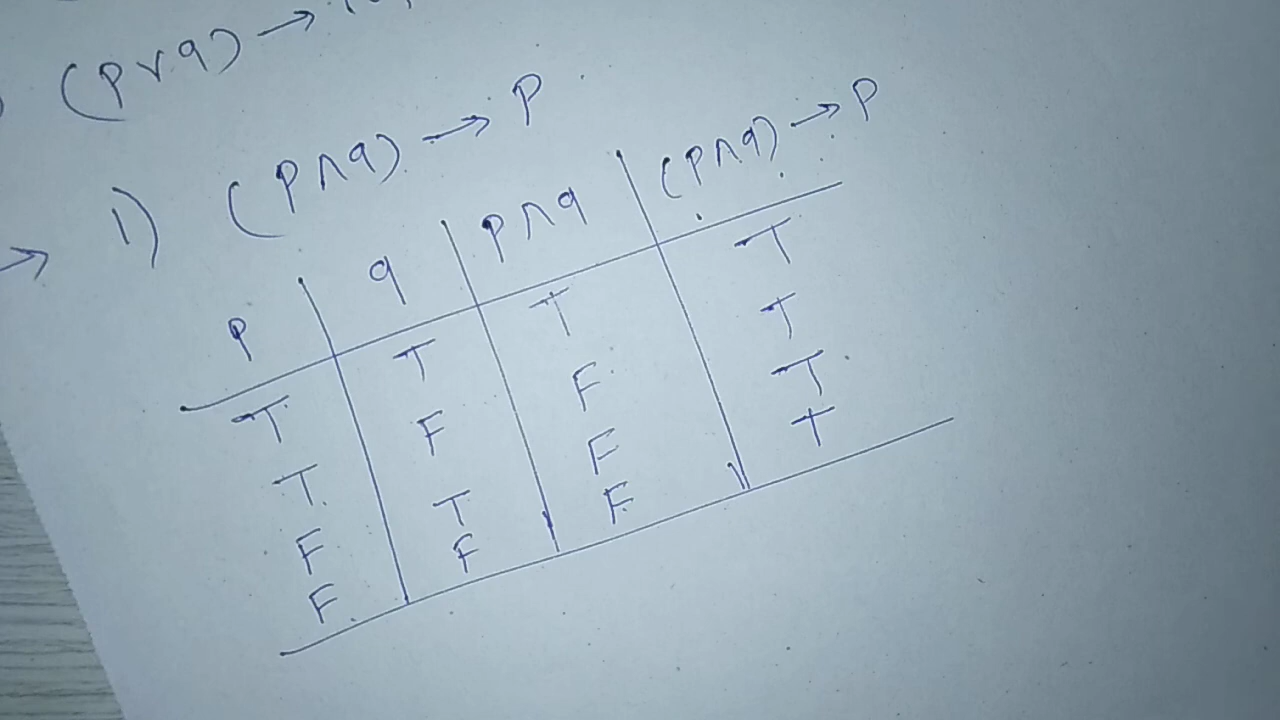 (p∨q) →
1) (p∧q) → p
p q p∧q (p∧q) → p
T T T T
T F F T
F T F T
F F F T